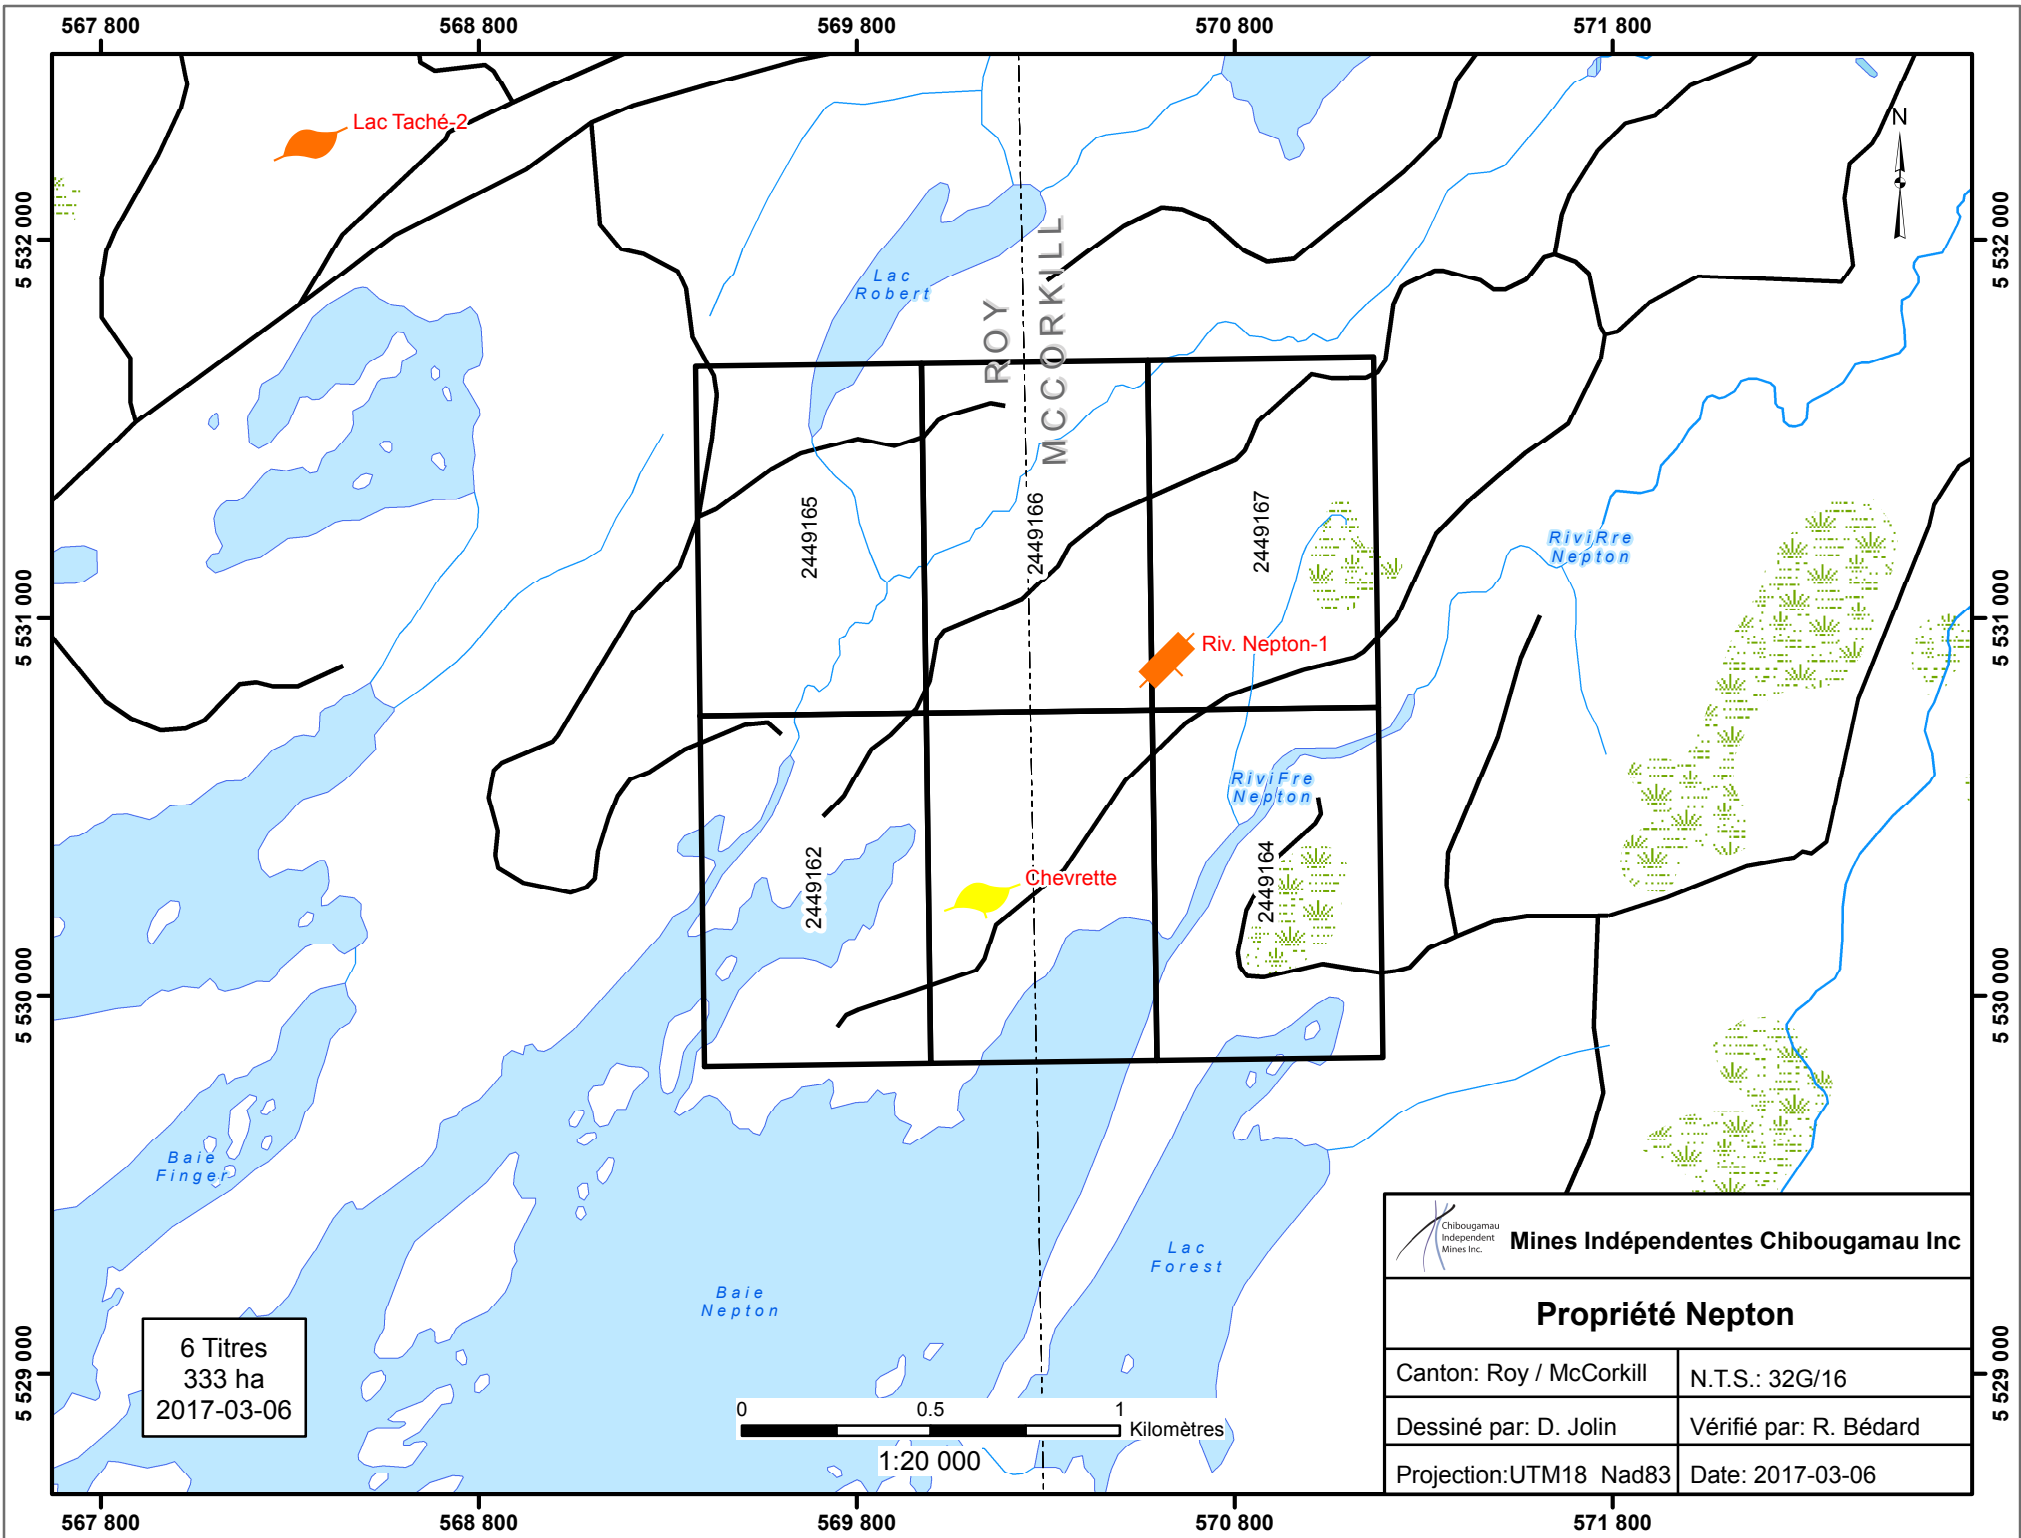 567 800
568 800
569 800
570 800
571 800
Lac Taché-2
N
5 532 000
5 532 000
Lac
Robert
ROY
MCCORKILL
2449165
2449166
2449167
RiviRre
Nepton
5 531 000
5 531 000
Riv. Nepton-1
RiviFre
Nepton
2449162
Chevrette
2449164
5 530 000
5 530 000
Baie
Finger
Lac
Forest
Baie
Nepton
Chibougamau
Independent
Mines Inc.
Mines Indépendentes Chibougamau Inc
Propriété Nepton
5 529 000
6 Titres
333 ha
2017-03-06
0 0.5 1
Kilomètres
1:20 000
Canton: Roy / McCorkill
N.T.S.: 32G/16
5 529 000
Dessiné par: D. Jolin
Vérifié par: R. Bédard
Projection:UTM18 Nad83
Date: 2017-03-06
567 800
568 800
569 800
570 800
571 800